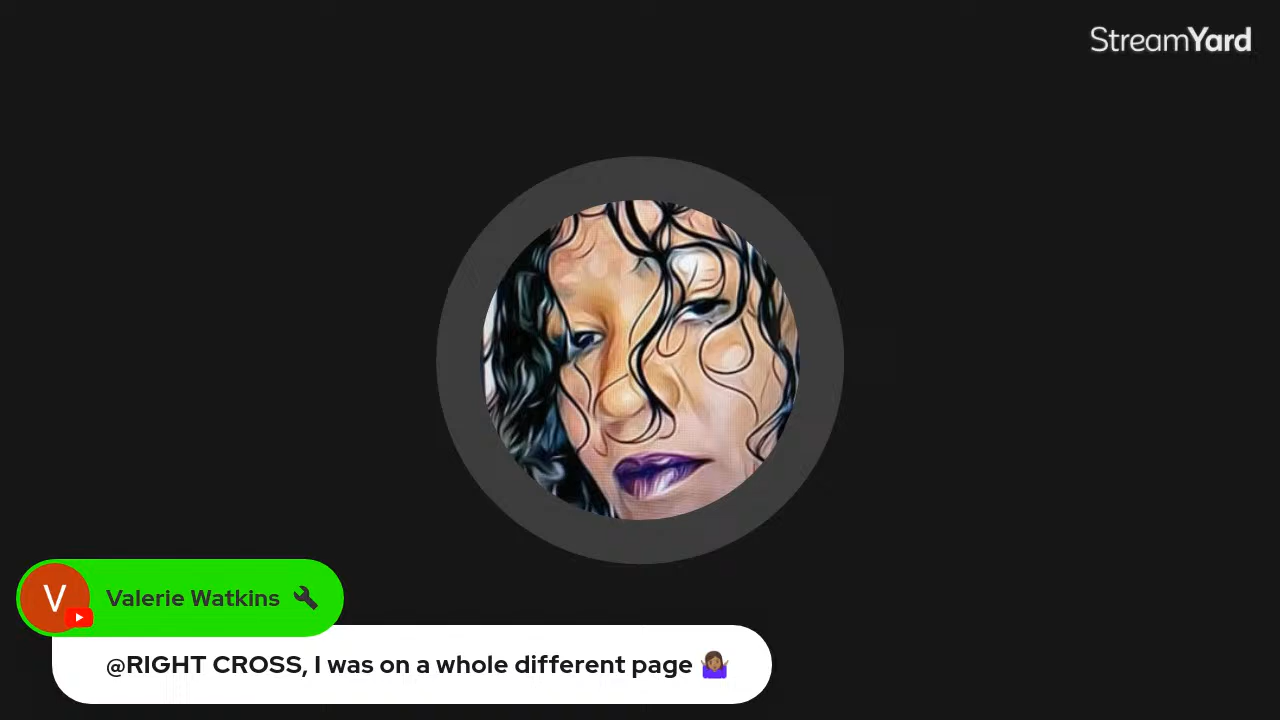 StreamYard
V
Valerie Watkins
@RIGHT CROSS, I was on a whole different page 🤷🏽‍♀️